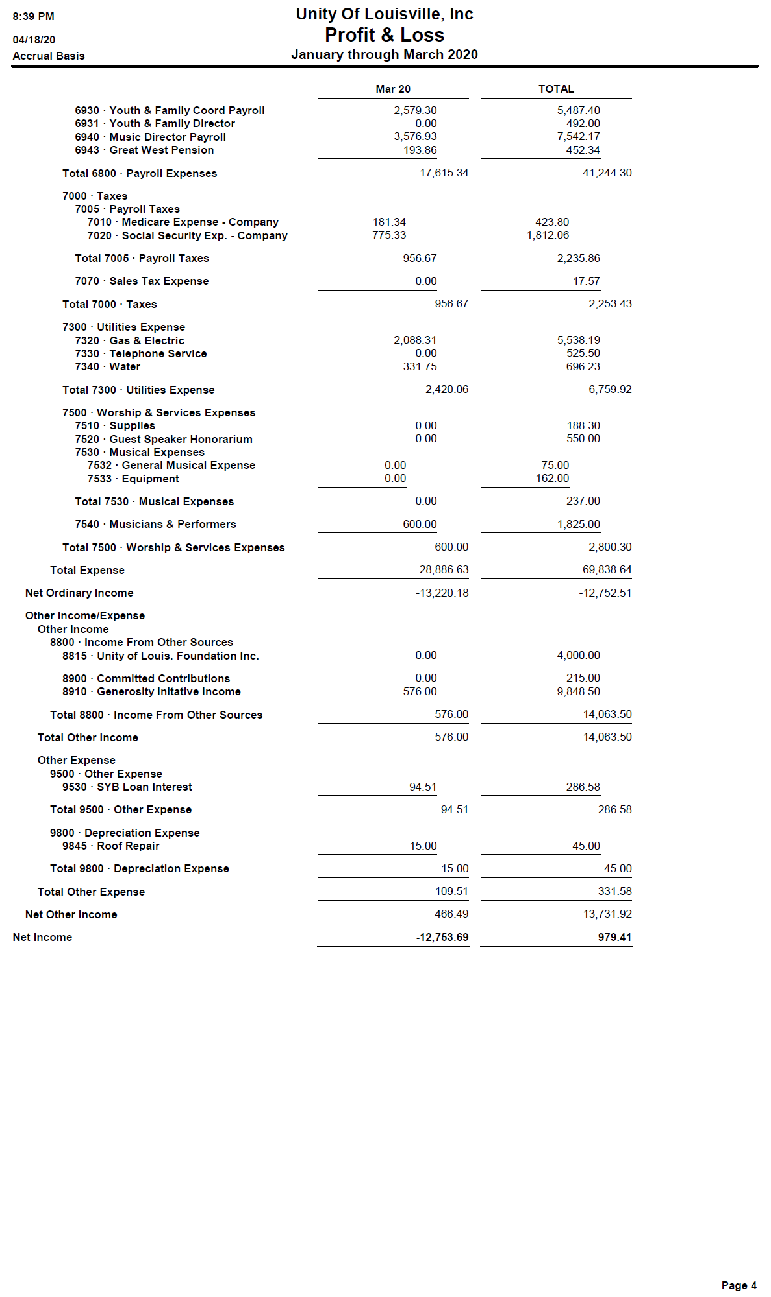 8:39 PM
Unity Of Louisville, Inc
04/18/20
Profit & Loss
Accrual Basis
January through March 2020
Mar 20 TOTAL
6930 · Youth & Family Coord Payroll 2,579.30 5,487.40
6931 · Youth & Family Director 0.00 492.00
6940 · Music Director Payroll 3,576.93 7,542.17
6943 · Great West Pension 193.86 452.34
Total 6800 · Payroll Expenses 17,615.34 41,244.30
7000 · Taxes
7005 · Payroll Taxes
7010 · Medicare Expense - Company 181.34 423.80
7020 · Social Security Exp. - Company 775.33 1,812.06
Total 7005 · Payroll Taxes 956.67 2,235.86
7070 · Sales Tax Expense 0.00 17.57
Total 7000 · Taxes 956.67 2,253.43
7300 · Utilities Expense
7320 · Gas & Electric 2,088.31 5,538.19
7330 · Telephone Service 0.00 525.50
7340 · Water 331.75 696.23
Total 7300 · Utilities Expense 2,420.06 6,759.92
7500 · Worship & Services Expenses
7510 · Supplies 0.00 188.30
7520 · Guest Speaker Honorarium 0.00 550.00
7530 · Musical Expenses
7532 · General Musical Expense 0.00 75.00
7533 · Equipment 0.00 162.00
Total 7530 · Musical Expenses 0.00 237.00
7540 · Musicians & Performers 600.00 1,825.00
Total 7500 · Worship & Services Expenses 600.00 2,800.30
Total Expense 28,886.63 69,838.64
Net Ordinary Income -13,220.18 -12,752.51
Other Income/Expense
Other Income
8800 · Income From Other Sources
8815 · Unity of Louis. Foundation Inc. 0.00 4,000.00
8900 · Committed Contributions 0.00 215.00
8910 · Generosity Initative Income 576.00 9,848.50
Total 8800 · Income From Other Sources 576.00 14,063.50
Total Other Income 576.00 14,063.50
Other Expense
9500 · Other Expense
9530 · SYB Loan Interest 94.51 286.58
Total 9500 · Other Expense 94.51 286.58
9800 · Depreciation Expense
9845 · Roof Repair 15.00 45.00
Total 9800 · Depreciation Expense 15.00 45.00
Total Other Expense 109.51 331.58
Net Other Income 466.49 13,731.92
Net Income -12,753.69 979.41
Page 4